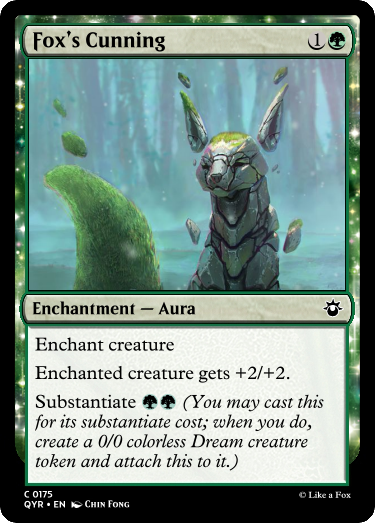 Fox's Cunning 1
Enchantment — Aura
Enchant creature
Enchanted creature gets +2/+2.
Substantiate (You may cast this
for its substantiate cost; when you do,
create a 0/0 colorless Dream creature
token and attach this to it.)
C 0175
QYR • EN Chin Fong
© Like a Fox